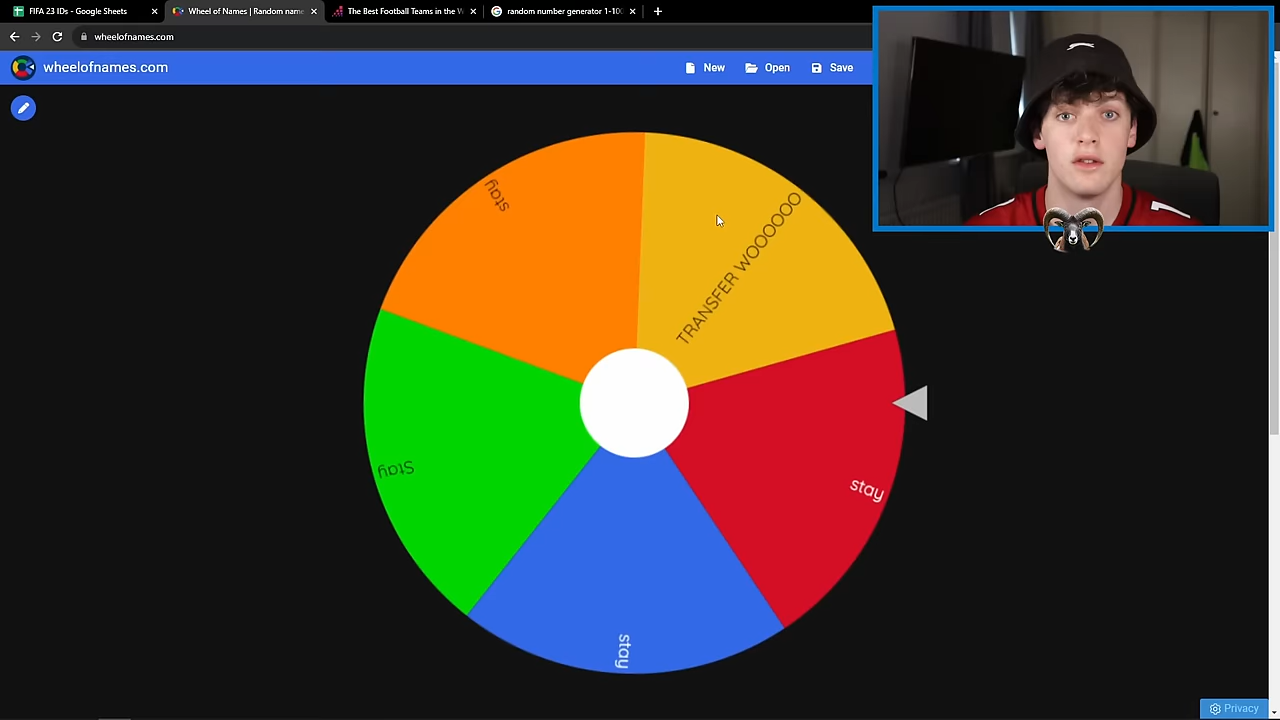 FIFA 23 IDs - Google Sheets
Wheel of Names | Random name
The Best Football Teams in the W
random number generator 1-100
wheelofnames.com
wheelofnames.com
New
Open
Save
stay
TRANSFER WOOOOOO
Stay
stay
stay
Privacy